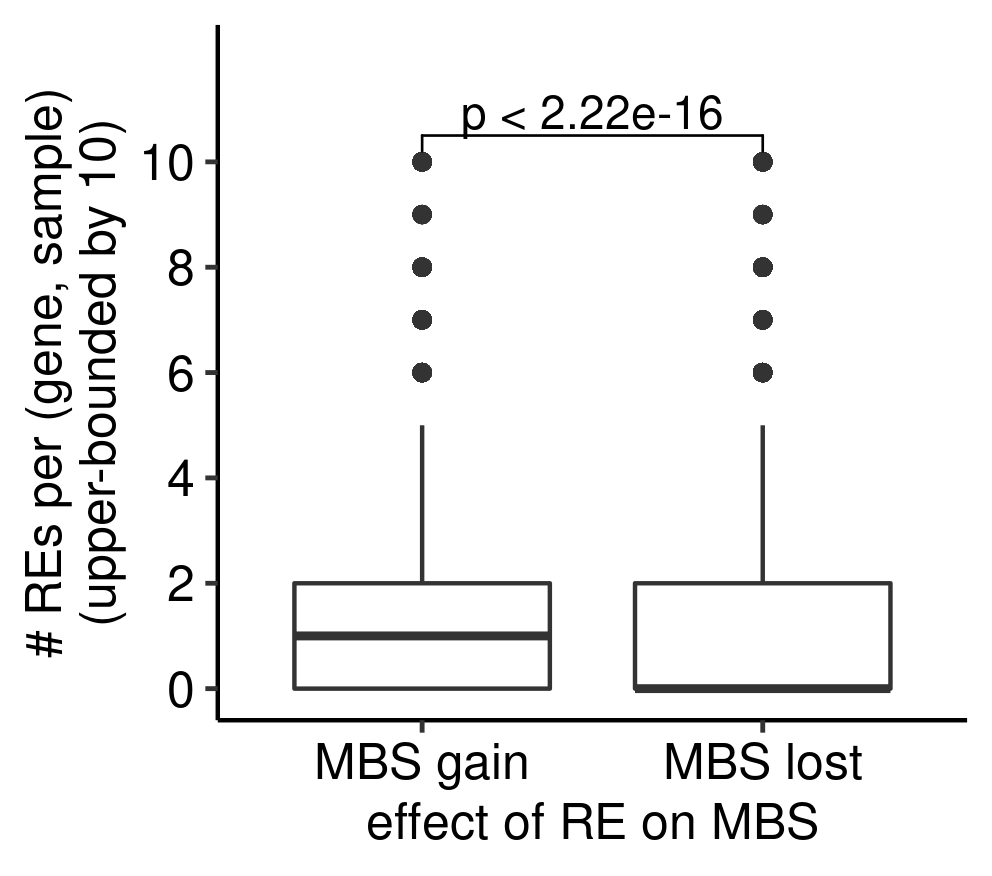 # REs per (gene, sample)
(upper-bounded by 10)
p < 2.22e-16
10
8
6
4
2
0
MBS gain
MBS lost
effect of RE on MBS